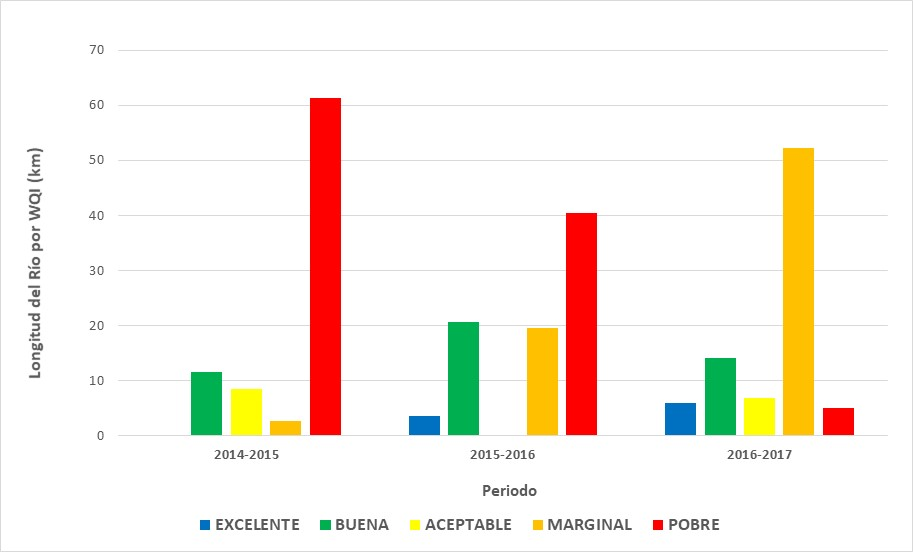 Longitud del Río por WQI (km)
70
60
50
40
30
20
10
0
2014-2015 2015-2016 2016-2017
Periodo
EXCELENTE BUENA ACEPTABLE MARGINAL POBRE